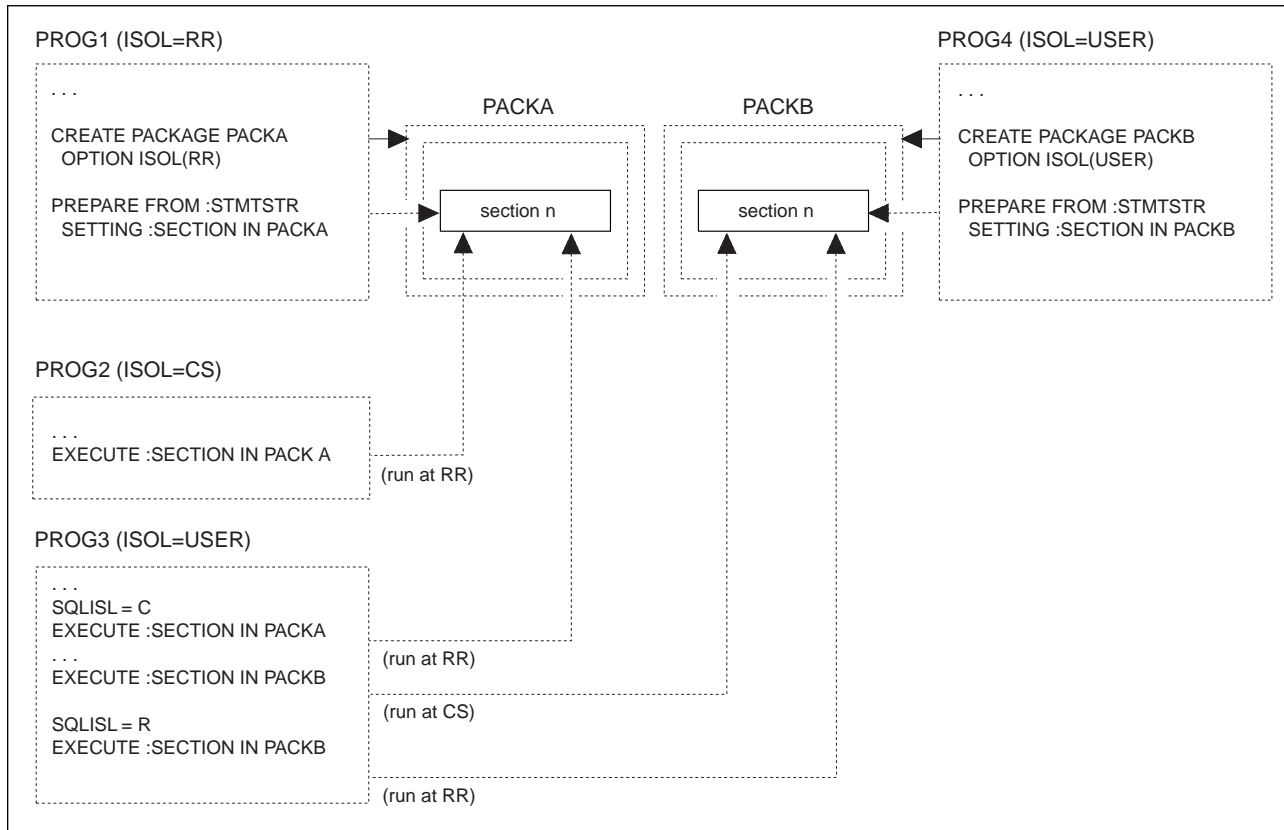 PROG1 (ISOL=RR)
. . .
CREATE PACKAGE PACKA
OPTION ISOL(RR)
PREPARE FROM :STMTSTR
SETTING :SECTION IN PACKA
PACKA
section n
PACKB
section n
PROG4 (ISOL=USER)
. . .
CREATE PACKAGE PACKB
OPTION ISOL(USER)
PREPARE FROM :STMTSTR
SETTING :SECTION IN PACKB
PROG2 (ISOL=CS)
. . .
EXECUTE :SECTION IN PACK A
(run at RR)
PROG3 (ISOL=USER)
. . .
SQLISL = C
EXECUTE :SECTION IN PACKA
. . .
EXECUTE :SECTION IN PACKB
SQLISL = R
EXECUTE :SECTION IN PACKB
(run at RR)
(run at CS)
(run at RR)